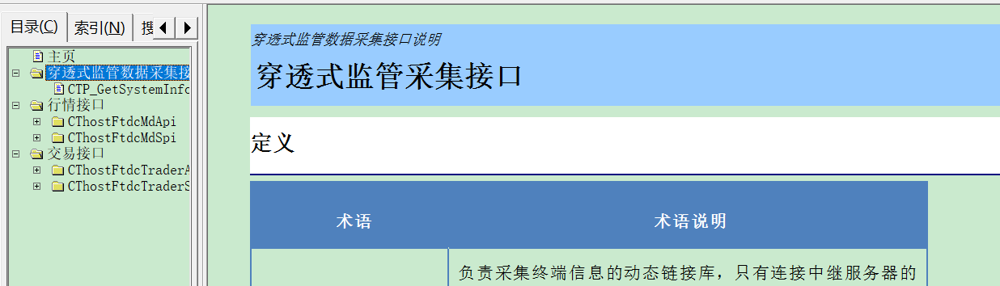 目录(C) 索引(N) 搜
主页
穿透式监管数据采集接
CTP_GetSystemInfo
行情接口
CThostFtdcMdApi
CThostFtdcMdSpi
交易接口
CThostFtdcTraderA
CThostFtdcTraderS
穿透式监管数据采集接口说明
穿透式监管采集接口
定义
术语 术语说明
负责采集终端信息的动态链接库，只有连接中继服务器的